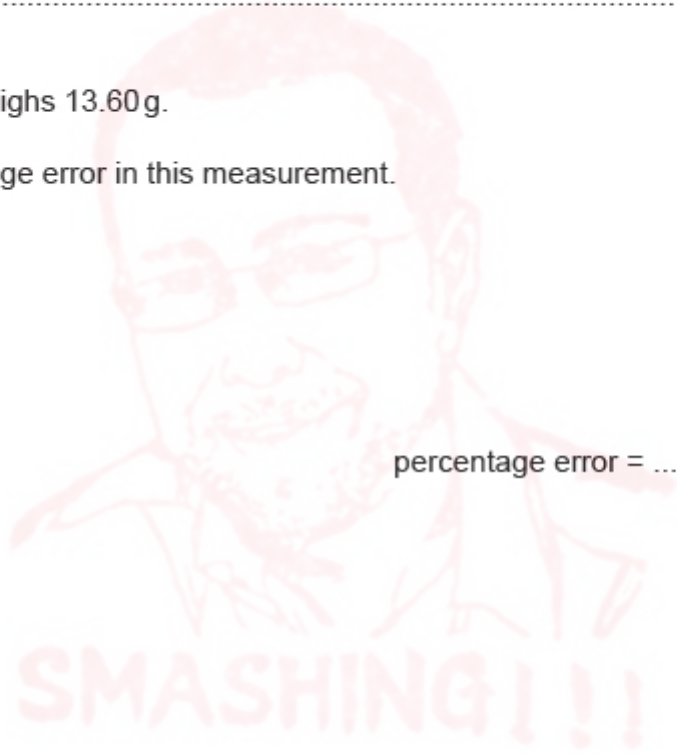 ighs 13.60 g.
ge error in this measurement.
percentage error = ...
SMASHING!!!